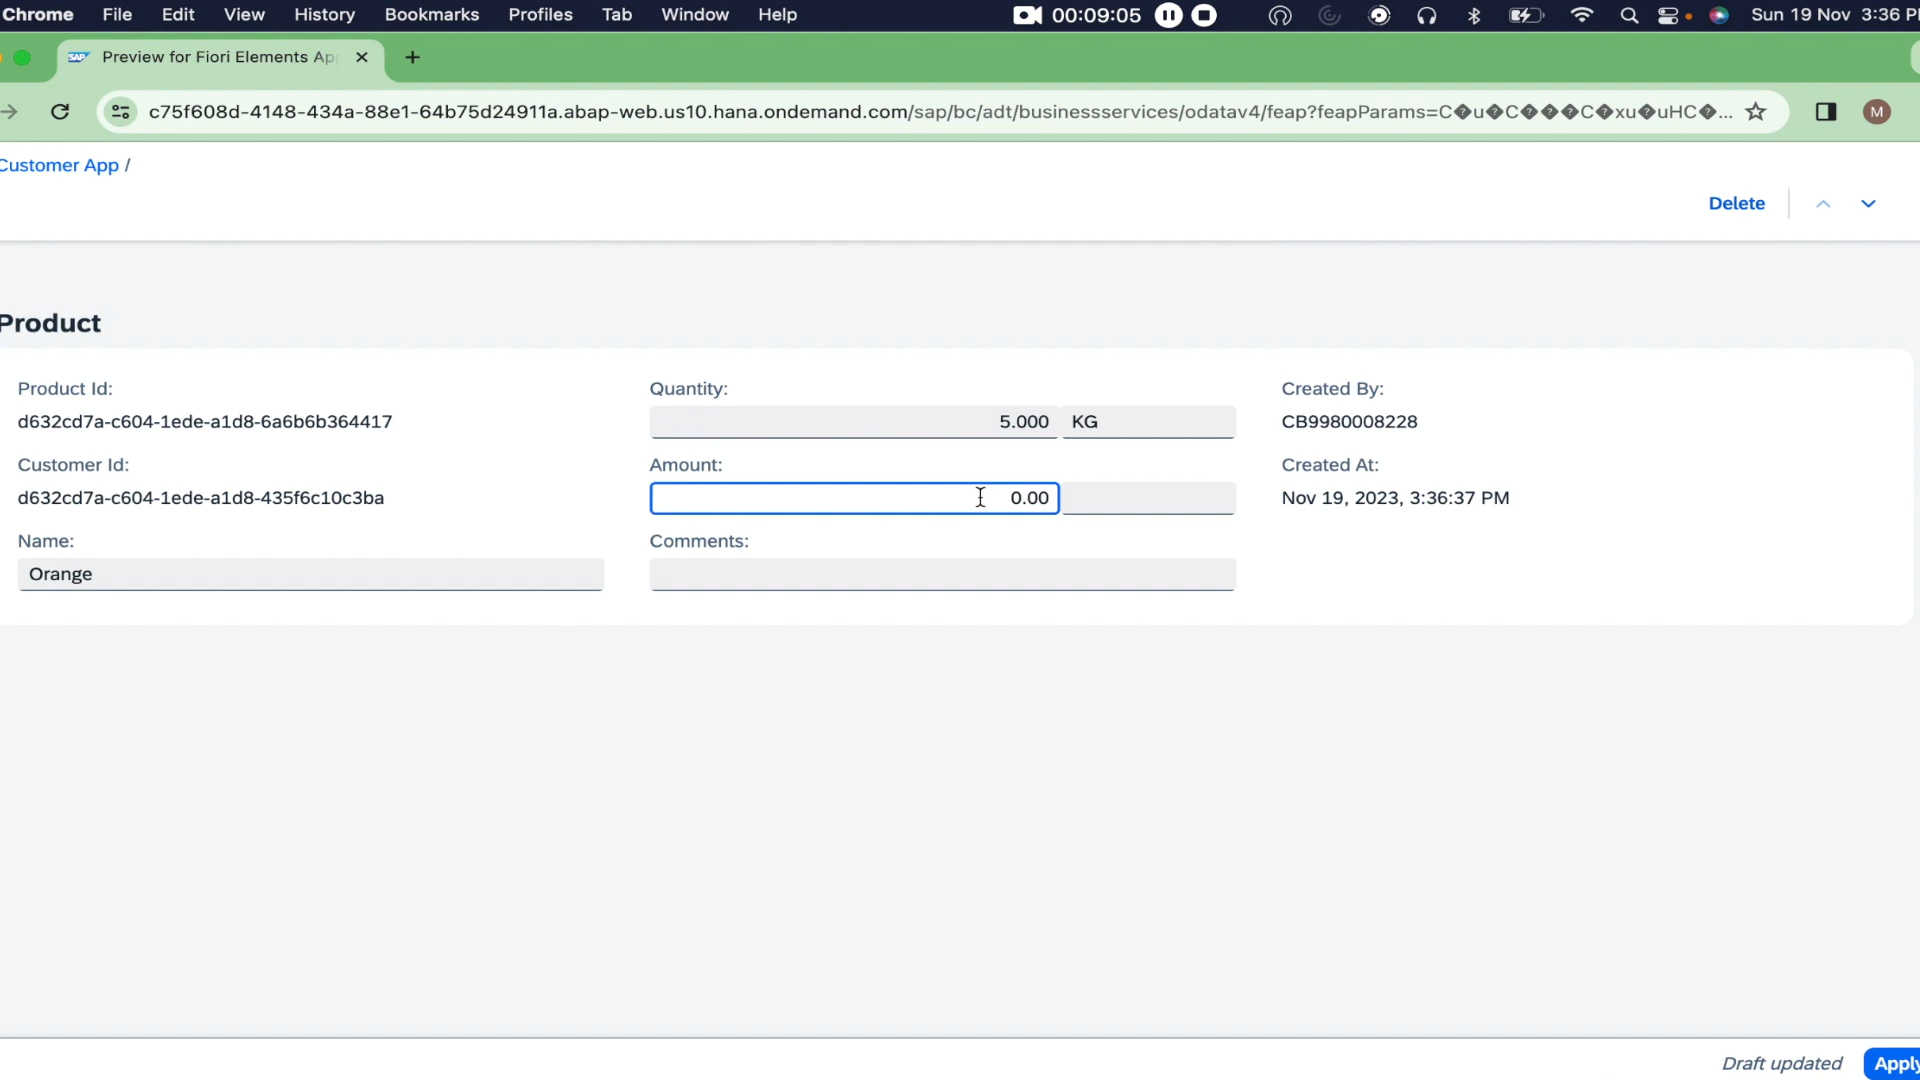 Chrome File Edit View History Bookmarks Profiles Tab Window Help 00:09:05 Sun 19 Nov 3:36 P
SAP Preview for Fiori Elements Ap
c75f608d-4148-434a-88e1-64b75d24911a.abap-web.us10.hana.ondemand.com/sap/bc/adt/businessservices/odatav4/feap?feapParams=C�u�C���C�xu�uHC�... M
Customer App /
Delete
Product
Product Id:
d632cd7a-c604-1ede-a1d8-6a6b6b364417
Customer Id:
d632cd7a-c604-1ede-a1d8-435f6c10c3ba
Name:
Orange
Quantity:
5.000 KG
Amount:
0.00
Comments:
Created By:
CB9980008228
Created At:
Nov 19, 2023, 3:36:37 PM
Draft updated Apply